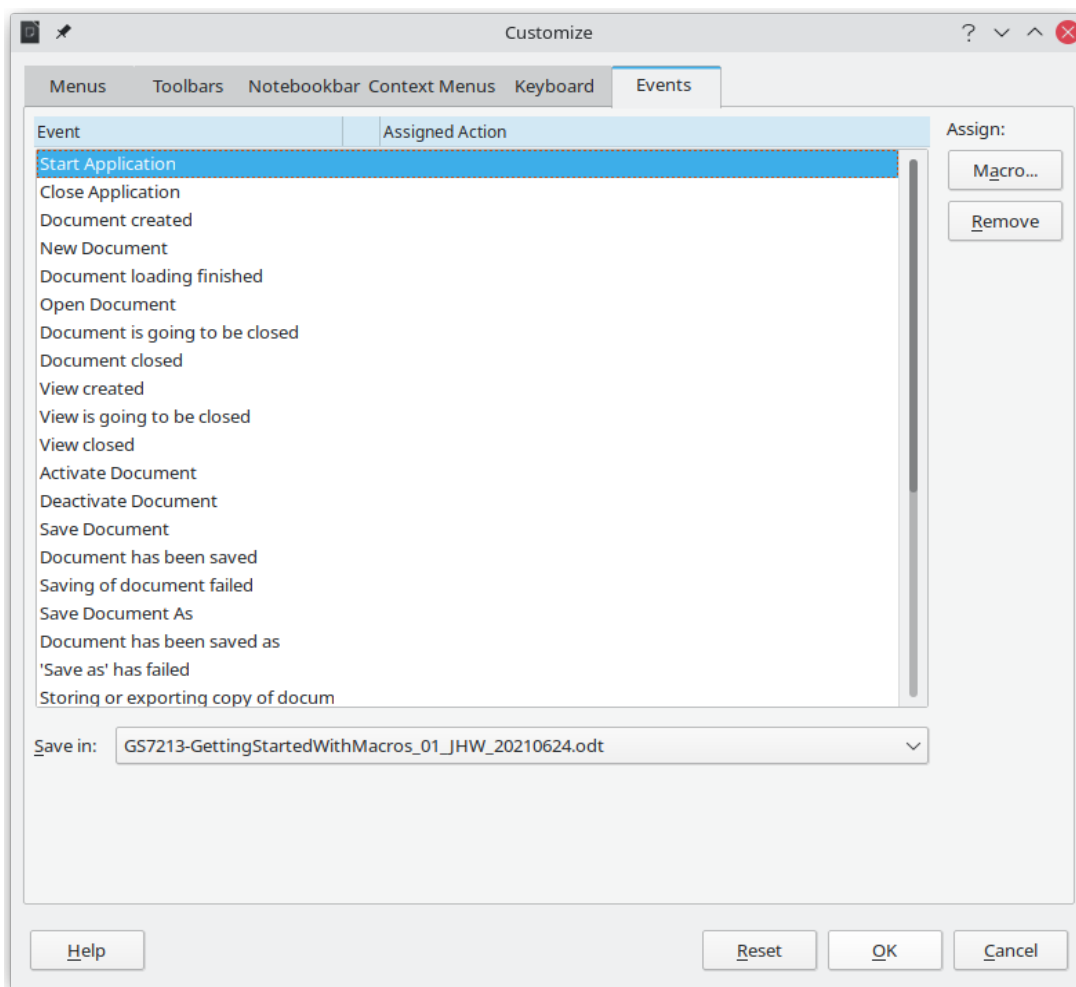 Customize
Menus Toolbars Notebookbar Context Menus Keyboard Events
Event Assigned Action
Assign:
Start Application
Macro...
Close Application
Document created
Remove
New Document
Document loading finished
Open Document
Document is going to be closed
Document closed
View created
View is going to be closed
View closed
Activate Document
Deactivate Document
Save Document
Document has been saved
Saving of document failed
Save Document As
Document has been saved as
'Save as' has failed
Storing or exporting copy of docum
Save in: GS7213-GettingStartedWithMacros_01_JHW_20210624.odt
Help Reset OK Cancel